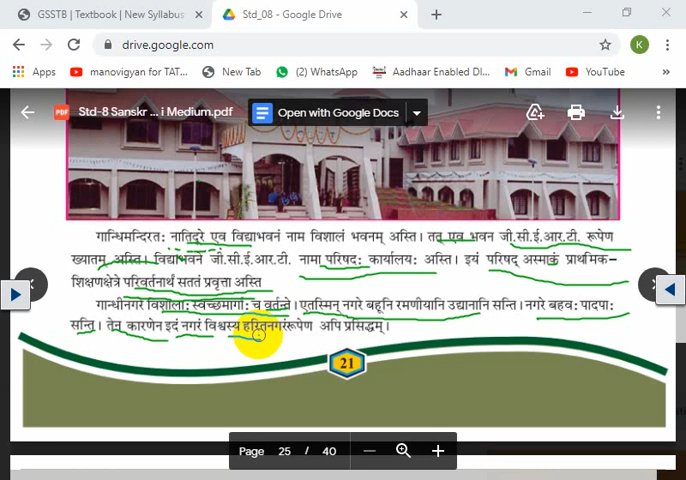 GSSTB | Textbook | New Syllabus
Std_08 - Google Drive
drive.google.com
K
Apps
manovigyan for TAT...
New Tab
(2) WhatsApp
Aadhaar Enabled DI...
Gmail
YouTube
PDF
Std-8 Sanskr ... i Medium.pdf
Open with Google Docs
गान्धिमन्दिरतः नातिदूरे एव विद्याभवनं नाम विशालं भवनम् अस्ति। तत् एव भवन जी.सी.ई.आर.टी. रूपेण
ख्यातम् अस्ति। विद्याभवने जी.सी.ई.आर.टी. नामा परिषदः कार्यालयः अस्ति। इयं परिषद् अस्माकं प्राथमिक-
शिक्षणक्षेत्रे परिवर्तनार्थं सततं प्रवृत्ता अस्ति
गान्धीनगरे विशालाः स्वच्छमार्गाः च वर्तन्ते। एतस्मिन् नगरे बहूनि रमणीयानि उद्यानानि सन्ति। नगरे बहवः पादपाः
सन्ति। तेन कारणेन इदं नगरं विश्वस्य हरितनगरंरूपेण अपि प्रसिद्धम्।
21
Page 25 / 40